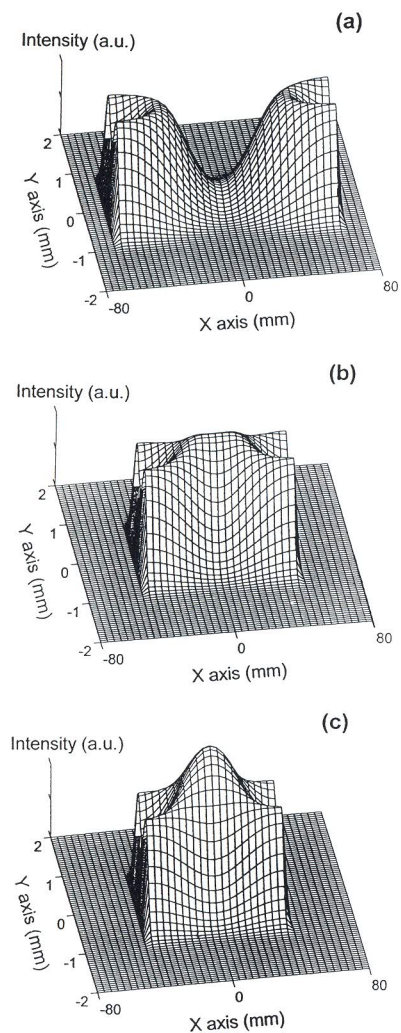 (a)
Intensity (a.u.)
2
1
0
-1
-2
Y axis (mm)
-80
0
80
X axis (mm)
(b)
Intensity (a.u.)
2
1
0
-1
-2
Y axis (mm)
-80
0
80
X axis (mm)
(c)
Intensity (a.u.)
2
1
0
-1
-2
Y axis (mm)
-80
0
80
X axis (mm)